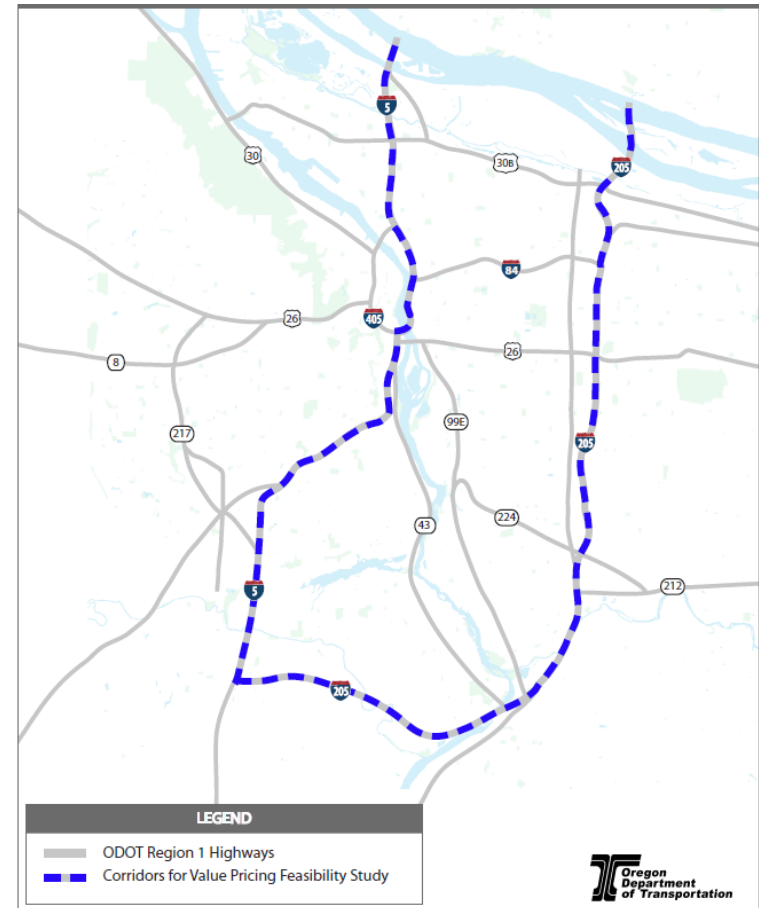 5
30
30B
205
84
405
26
26
8
99E
217
205
43
224
5
212
205
LEGEND
ODOT Region 1 Highways
Corridors for Value Pricing Feasibility Study
Oregon
Department
of Transportation